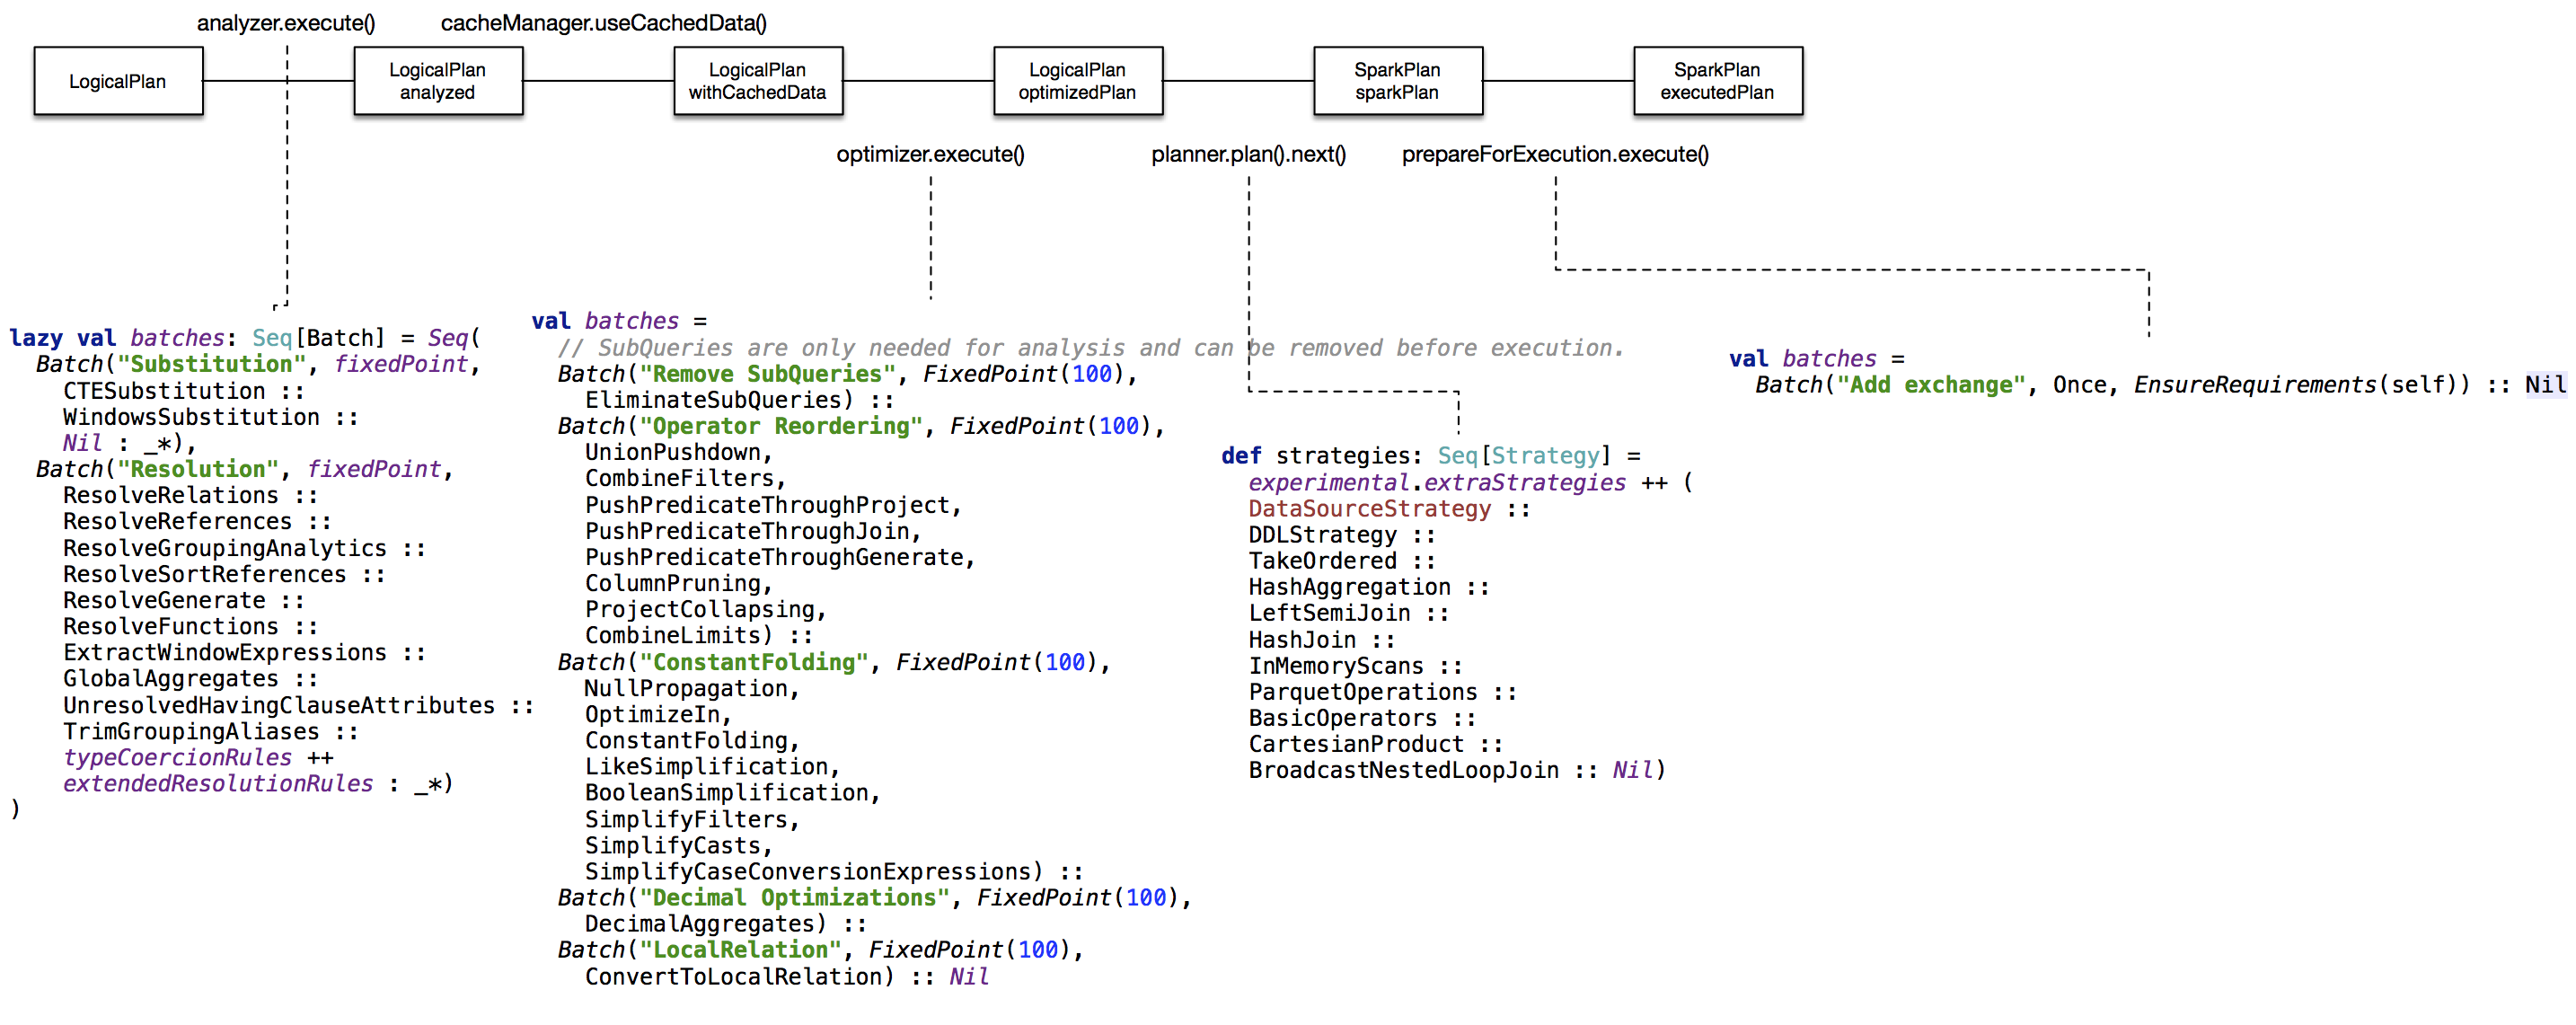 analyzer.execute()
cacheManager.useCachedData()
LogicalPlan
LogicalPlan
analyzed
LogicalPlan
withCachedData
LogicalPlan
optimizedPlan
SparkPlan
sparkPlan
SparkPlan
executedPlan
optimizer.execute()
planner.plan().next()
prepareForExecution.execute()
lazy val batches: Seq[Batch] = Seq(
  Batch("Substitution", fixedPoint,
    CTESubstitution ::
    WindowsSubstitution ::
    Nil : _*),
  Batch("Resolution", fixedPoint,
    ResolveRelations ::
    ResolveReferences ::
    ResolveGroupingAnalytics ::
    ResolveSortReferences ::
    ResolveGenerate ::
    ResolveFunctions ::
    ExtractWindowExpressions ::
    GlobalAggregates ::
    UnresolvedHavingClauseAttributes ::
    TrimGroupingAliases ::
    typeCoercionRules ++
    extendedResolutionRules : _*)
)
val batches =
  // SubQueries are only needed for analysis and can be removed before execution.
  Batch("Remove SubQueries", FixedPoint(100),
    EliminateSubQueries) ::
  Batch("Operator Reordering", FixedPoint(100),
    UnionPushdown,
    CombineFilters,
    PushPredicateThroughProject,
    PushPredicateThroughJoin,
    PushPredicateThroughGenerate,
    ColumnPruning,
    ProjectCollapsing,
    CombineLimits) ::
  Batch("ConstantFolding", FixedPoint(100),
    NullPropagation,
    OptimizeIn,
    ConstantFolding,
    LikeSimplification,
    BooleanSimplification,
    SimplifyFilters,
    SimplifyCasts,
    SimplifyCaseConversionExpressions) ::
  Batch("Decimal Optimizations", FixedPoint(100),
    DecimalAggregates) ::
  Batch("LocalRelation", FixedPoint(100),
    ConvertToLocalRelation) :: Nil
def strategies: Seq[Strategy] =
  experimental.extraStrategies ++ (
  DataSourceStrategy ::
  DDLStrategy ::
  TakeOrdered ::
  HashAggregation ::
  LeftSemiJoin ::
  HashJoin ::
  InMemoryScans ::
  ParquetOperations ::
  BasicOperators ::
  CartesianProduct ::
  BroadcastNestedLoopJoin :: Nil)
val batches =
  Batch("Add exchange", Once, EnsureRequirements(self)) :: Nil